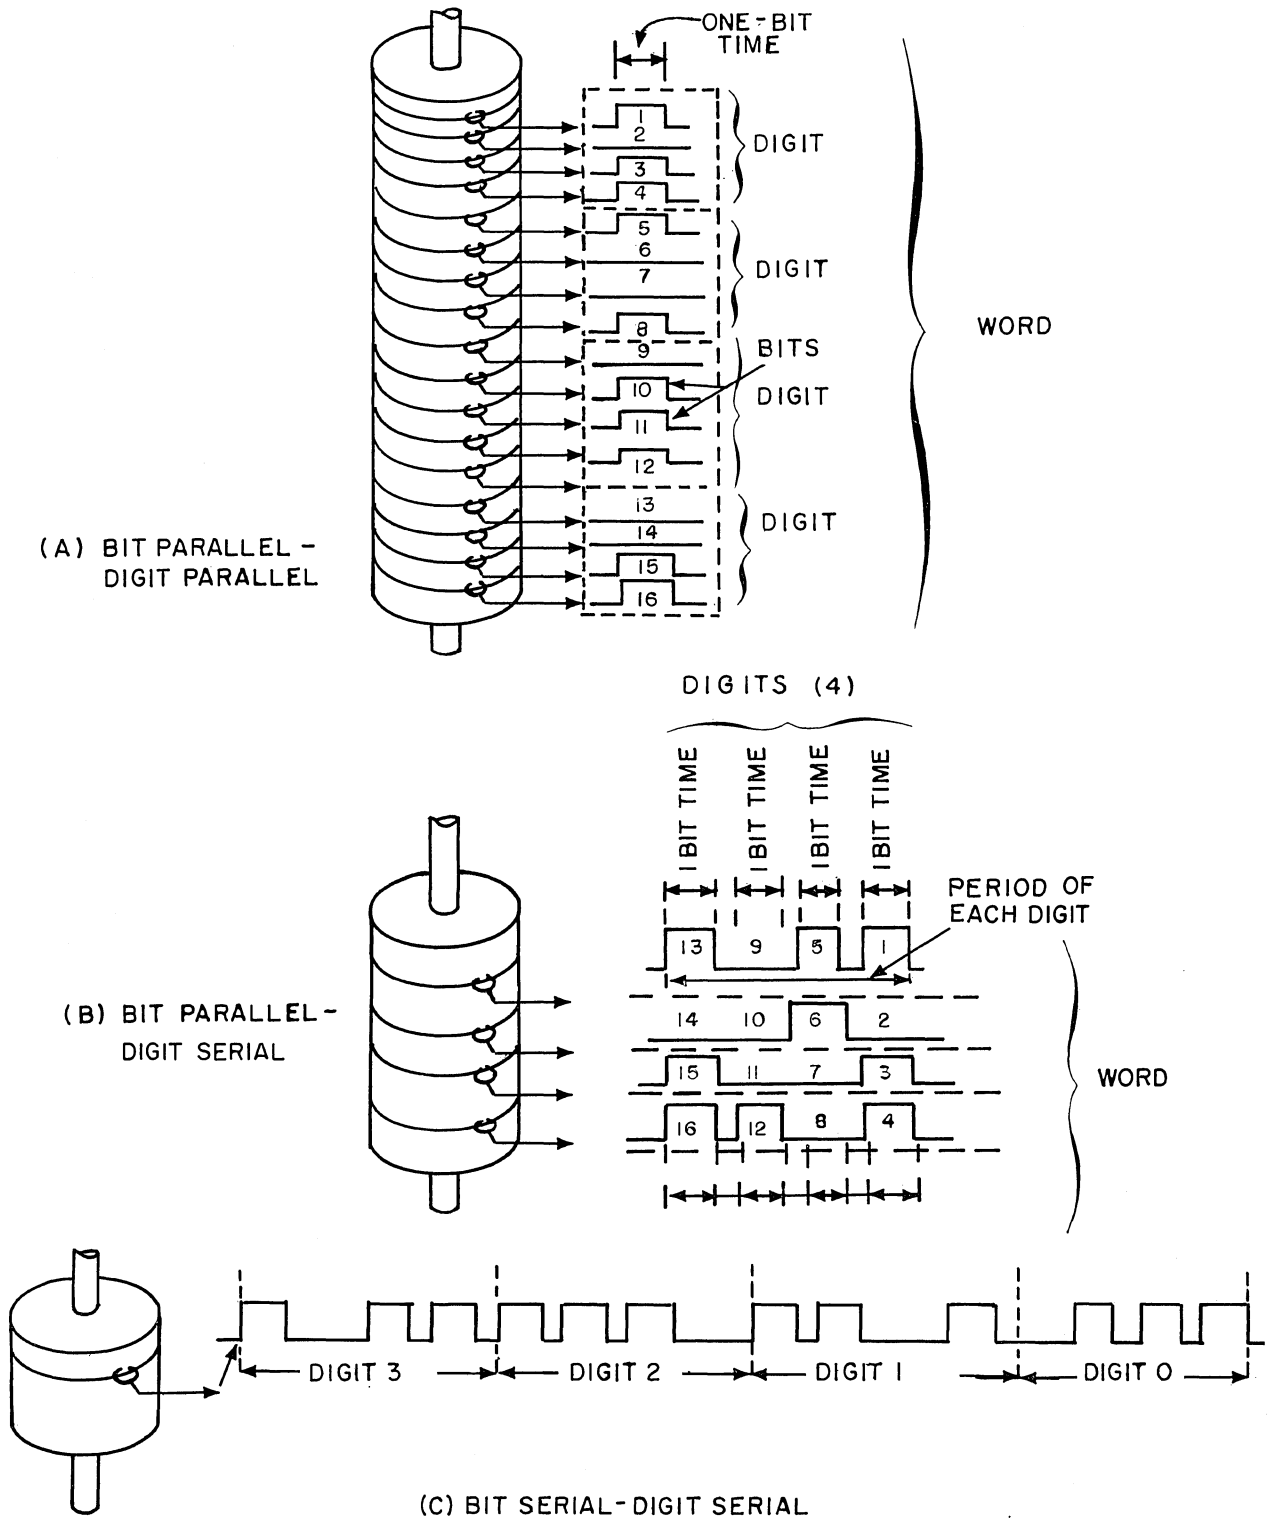 ONE-BIT
TIME
1
2
3
4
DIGIT
5
6
7
8
DIGIT
9
10
11
12
BITS
DIGIT
13
14
15
16
DIGIT
WORD
(A) BIT PARALLEL-
DIGIT PARALLEL
DIGITS (4)
1 BIT TIME
1 BIT TIME
1 BIT TIME
1 BIT TIME
PERIOD OF
EACH DIGIT
13 9 5 1
14 10 6 2
15 11 7 3
16 12 8 4
(B) BIT PARALLEL-
DIGIT SERIAL
WORD
DIGIT 3 DIGIT 2 DIGIT 1 DIGIT 0
(C) BIT SERIAL-DIGIT SERIAL